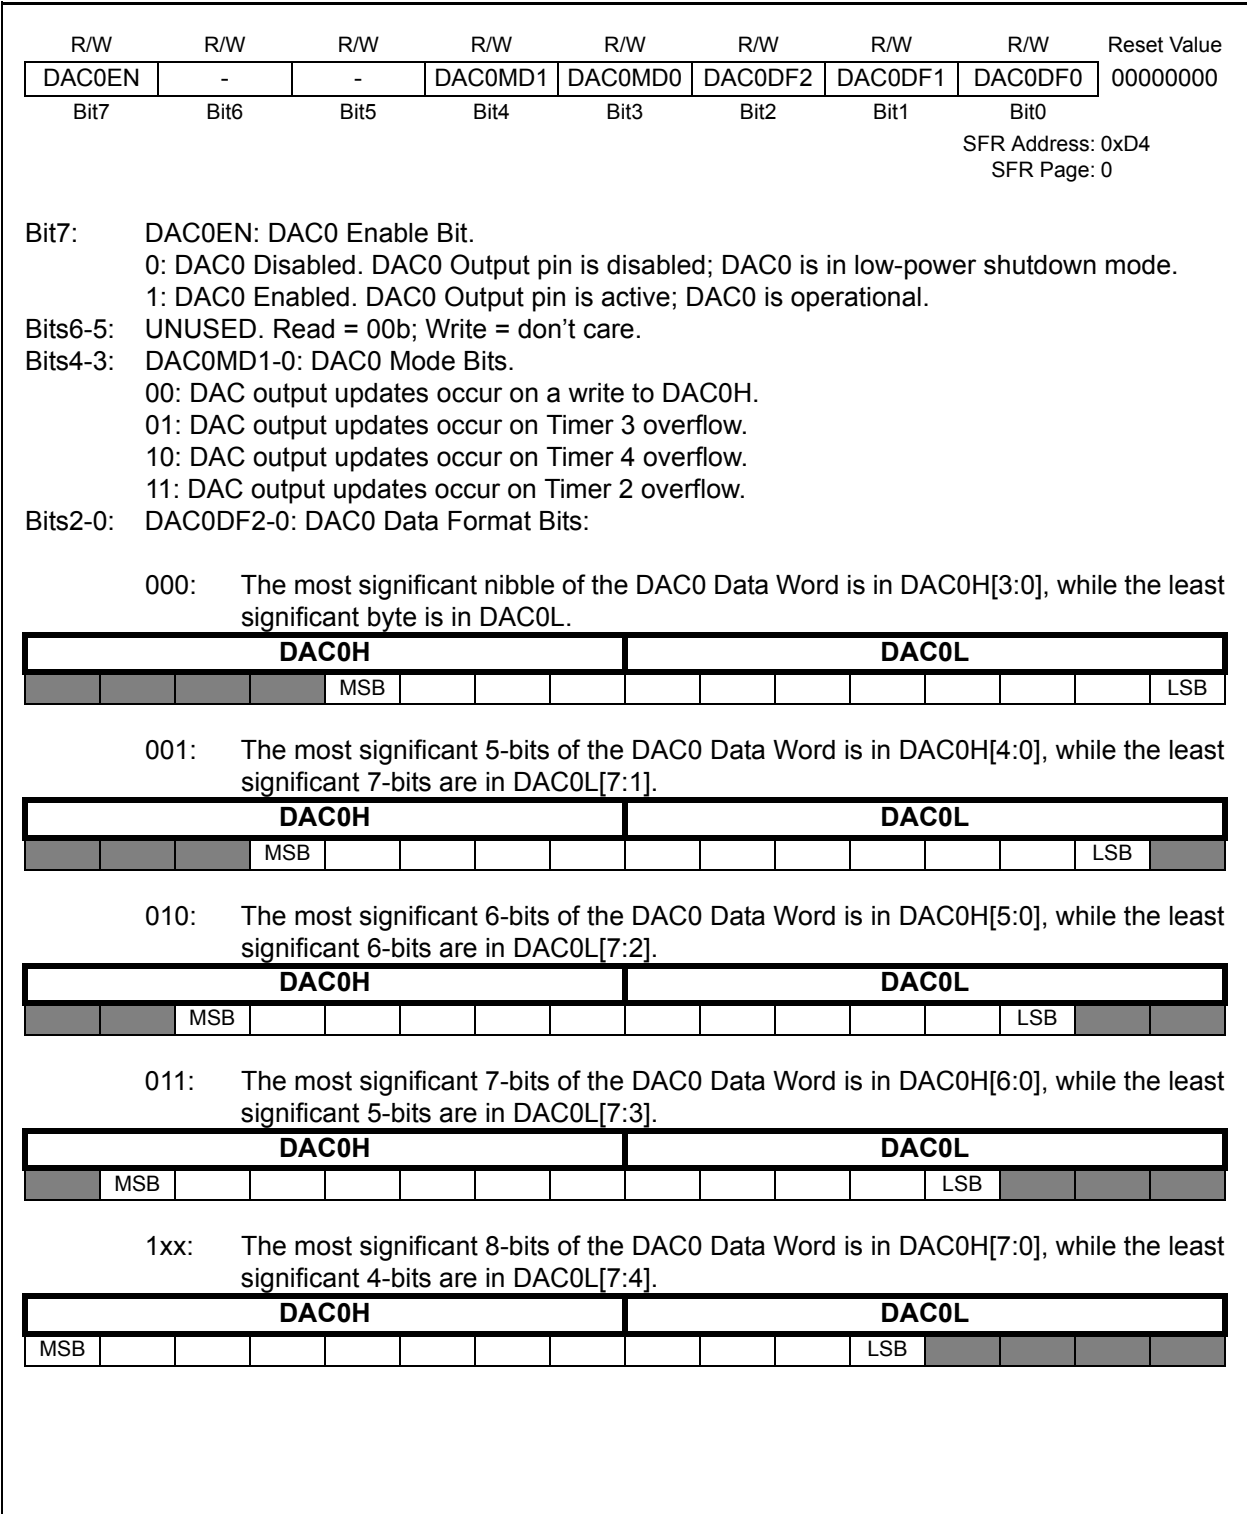 R/W R/W R/W R/W R/W R/W R/W R/W Reset Value
DAC0EN - - DAC0MD1 DAC0MD0 DAC0DF2 DAC0DF1 DAC0DF0 00000000
Bit7 Bit6 Bit5 Bit4 Bit3 Bit2 Bit1 Bit0
SFR Address: 0xD4
SFR Page: 0
Bit7: DAC0EN: DAC0 Enable Bit.
0: DAC0 Disabled. DAC0 Output pin is disabled; DAC0 is in low-power shutdown mode.
1: DAC0 Enabled. DAC0 Output pin is active; DAC0 is operational.
Bits6-5: UNUSED. Read = 00b; Write = don’t care.
Bits4-3: DAC0MD1-0: DAC0 Mode Bits.
00: DAC output updates occur on a write to DAC0H.
01: DAC output updates occur on Timer 3 overflow.
10: DAC output updates occur on Timer 4 overflow.
11: DAC output updates occur on Timer 2 overflow.
Bits2-0: DAC0DF2-0: DAC0 Data Format Bits:
000: The most significant nibble of the DAC0 Data Word is in DAC0H[3:0], while the least
significant byte is in DAC0L.
DAC0H DAC0L
MSB LSB
001: The most significant 5-bits of the DAC0 Data Word is in DAC0H[4:0], while the least
significant 7-bits are in DAC0L[7:1].
DAC0H DAC0L
MSB LSB
010: The most significant 6-bits of the DAC0 Data Word is in DAC0H[5:0], while the least
significant 6-bits are in DAC0L[7:2].
DAC0H DAC0L
MSB LSB
011: The most significant 7-bits of the DAC0 Data Word is in DAC0H[6:0], while the least
significant 5-bits are in DAC0L[7:3].
DAC0H DAC0L
MSB LSB
1xx: The most significant 8-bits of the DAC0 Data Word is in DAC0H[7:0], while the least
significant 4-bits are in DAC0L[7:4].
DAC0H DAC0L
MSB LSB